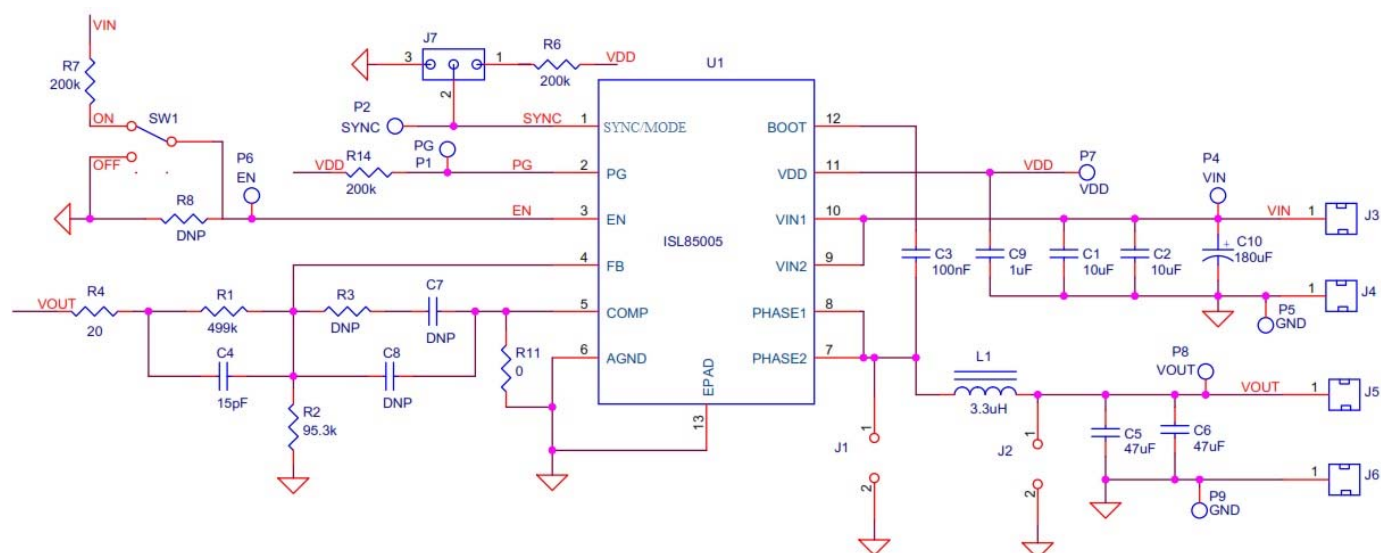 VIN
R7
200k
ON
SW1
OFF
P6
EN
R8
DNP
EN
J7
3
1
2
R6
200k
VDD
P2
SYNC
SYNC
VDD
R14
200k
PG
P1
PG
U1
ISL85005
1
SYNC/MODE
2
PG
3
EN
4
FB
5
COMP
6
AGND
EPAD
13
BOOT
12
VDD
11
VIN1
10
VIN2
9
PHASE1
8
PHASE2
7
VOUT
R4
20
R1
499k
C4
15pF
R3
DNP
C7
DNP
C8
DNP
R2
95.3k
R11
0
VDD
P7
VDD
P4
VIN
VIN
1
J3
C3
100nF
C9
1uF
C1
10uF
C2
10uF
+
C10
180uF
P5
GND
1
J4
L1
3.3uH
J1
1
2
J2
1
2
P8
VOUT
VOUT
1
J5
C5
47uF
C6
47uF
P9
GND
1
J6